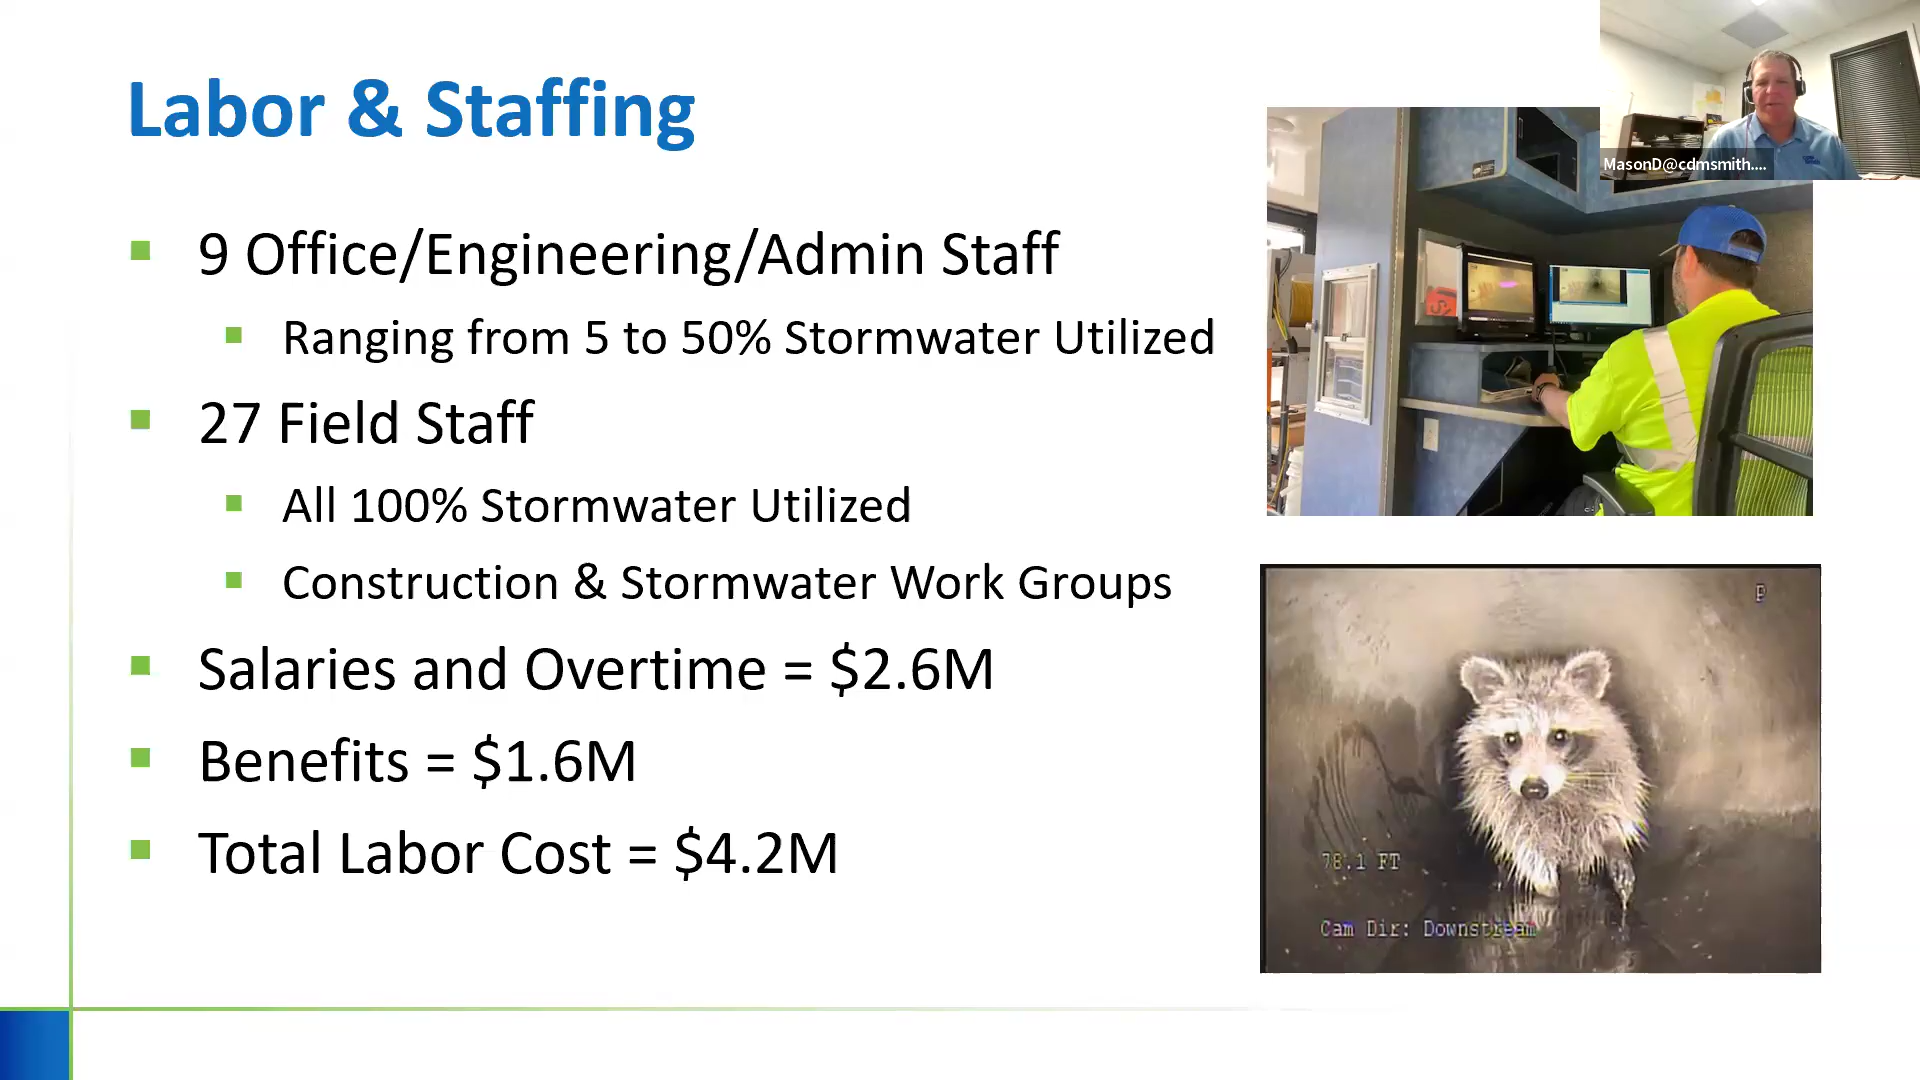 Labor & Staffing
MasonD@cdmsmith....
9 Office/Engineering/Admin Staff
Ranging from 5 to 50% Stormwater Utilized
27 Field Staff
All 100% Stormwater Utilized
Construction & Stormwater Work Groups
Salaries and Overtime = $2.6M
Benefits = $1.6M
Total Labor Cost = $4.2M
P
78.1 FT
Cam Dir: Downstream